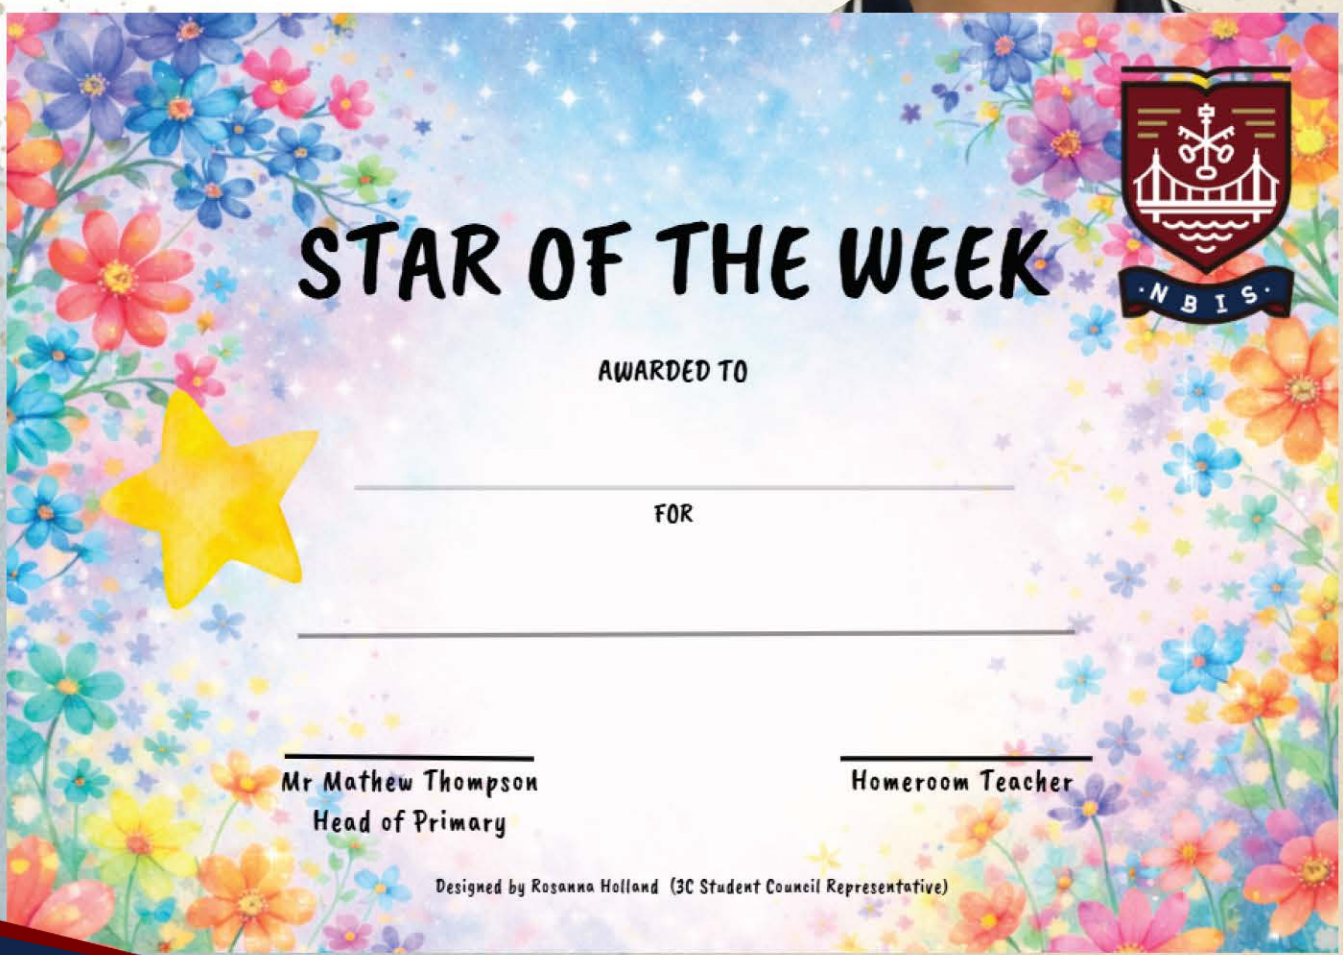 STAR OF THE WEEK
NBIS
AWARDED TO
FOR
Mr Mathew Thompson
Head of Primary
Homeroom Teacher
Designed by Rosanna Holland (3C Student Council Representative)